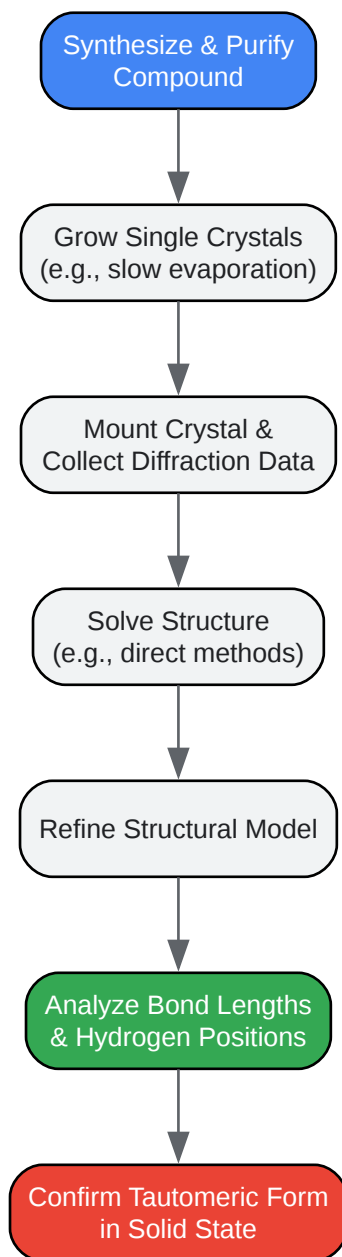 Synthesize & Purify
Compound
Grow Single Crystals
(e.g., slow evaporation)
Mount Crystal &
Collect Diffraction Data
Solve Structure
(e.g., direct methods)
Refine Structural Model
Analyze Bond Lengths
& Hydrogen Positions
Confirm Tautomeric Form
in Solid State